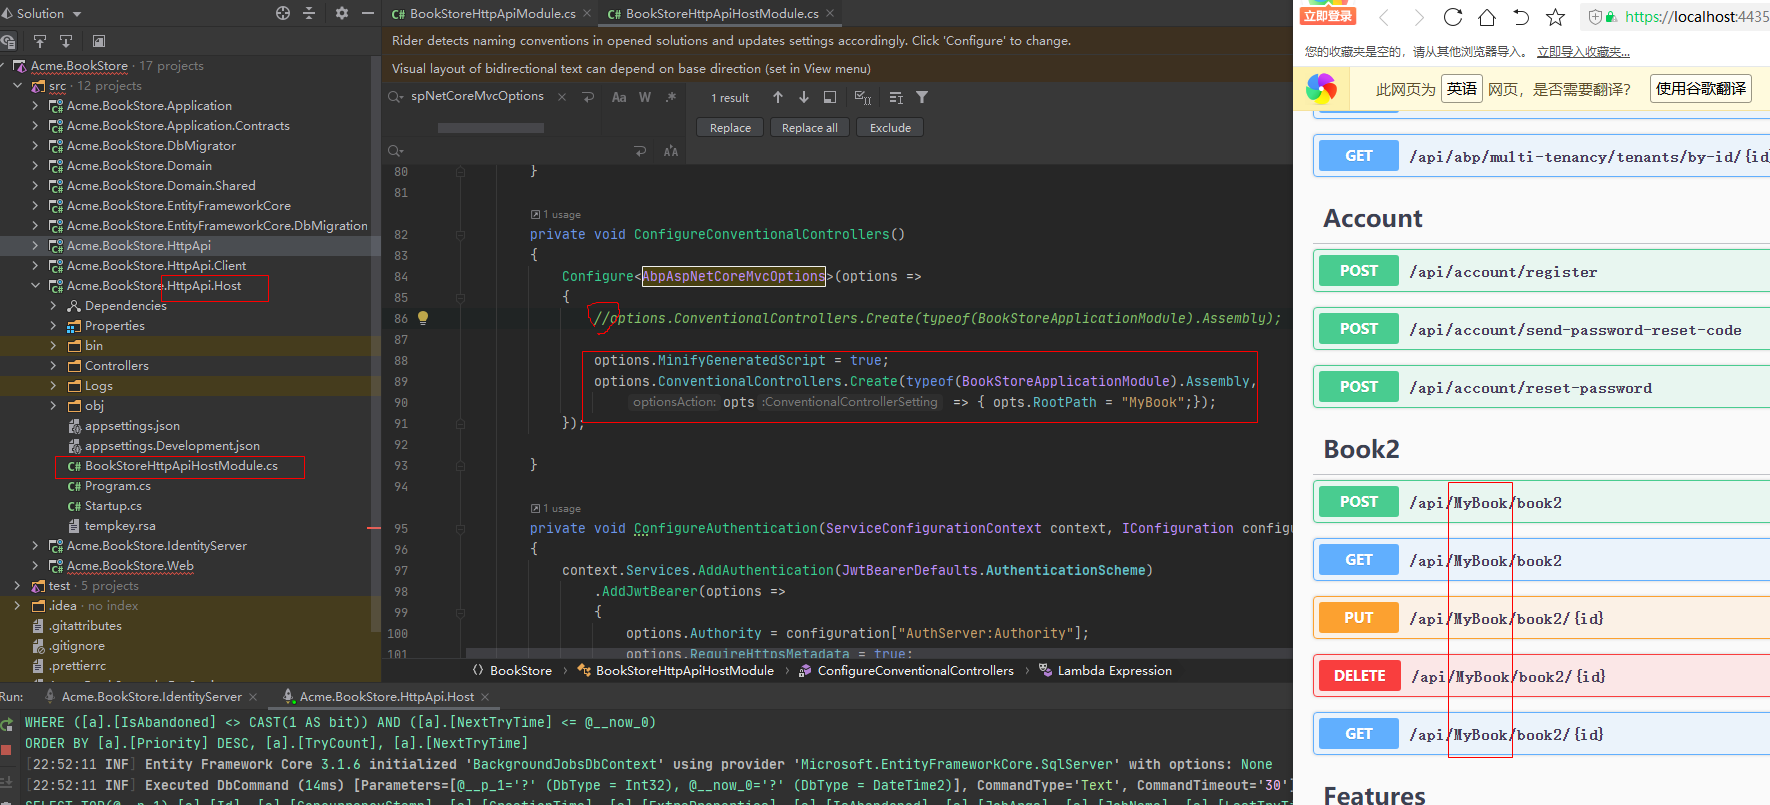 Solution
Acme.BookStore · 17 projects
src · 12 projects
Acme.BookStore.Application
Acme.BookStore.Application.Contracts
Acme.BookStore.DbMigrator
Acme.BookStore.Domain
Acme.BookStore.Domain.Shared
Acme.BookStore.EntityFrameworkCore
Acme.BookStore.EntityFrameworkCore.DbMigration
Acme.BookStore.HttpApi
Acme.BookStore.HttpApi.Client
Acme.BookStore.HttpApi.Host
Dependencies
Properties
bin
Controllers
Logs
obj
appsettings.json
appsettings.Development.json
C# BookStoreHttpApiHostModule.cs
C# Program.cs
C# Startup.cs
tempkey.rsa
Acme.BookStore.IdentityServer
Acme.BookStore.Web
test · 5 projects
.idea · no index
.gitattributes
.gitignore
.prettierrc
C# BookStoreHttpApiModule.cs
C# BookStoreHttpApiHostModule.cs
Rider detects naming conventions in opened solutions and updates settings accordingly. Click 'Configure' to change.
Visual layout of bidirectional text can depend on base direction (set in View menu)
spNetCoreMvcOptions
Aa W .*
1 result
Replace Replace all Exclude
80 }
81
1 usage
82 private void ConfigureConventionalControllers()
83 {
84 Configure<AbpAspNetCoreMvcOptions>(options =>
85 {
86 //options.ConventionalControllers.Create(typeof(BookStoreApplicationModule).Assembly);
87
88 options.MinifyGeneratedScript = true;
89 options.ConventionalControllers.Create(typeof(BookStoreApplicationModule).Assembly,
90 optionsAction: opts :ConventionalControllerSetting => { opts.RootPath = "MyBook";});
91 });
92
93 }
94
1 usage
95 private void ConfigureAuthentication(ServiceConfigurationContext context, IConfiguration configu
96 {
97 context.Services.AddAuthentication(JwtBearerDefaults.AuthenticationScheme)
98 .AddJwtBearer(options =>
99 {
100 options.Authority = configuration["AuthServer:Authority"];
101 options.RequireHttpsMetadata = true;
BookStore > BookStoreHttpApiHostModule > ConfigureConventionalControllers > Lambda Expression
Run: Acme.BookStore.IdentityServer Acme.BookStore.HttpApi.Host
WHERE ([a].[IsAbandoned] <> CAST(1 AS bit)) AND ([a].[NextTryTime] <= @__now_0)
ORDER BY [a].[Priority] DESC, [a].[TryCount], [a].[NextTryTime]
[22:52:11 INF] Entity Framework Core 3.1.6 initialized 'BackgroundJobsDbContext' using provider 'Microsoft.EntityFrameworkCore.SqlServer' with options: None
[22:52:11 INF] Executed DbCommand (14ms) [Parameters=[@__p_1='?' (DbType = Int32), @__now_0='?' (DbType = DateTime2)], CommandType='Text', CommandTimeout='30']
立即登录
https://localhost:4435
您的收藏夹是空的，请从其他浏览器导入。 立即导入收藏夹...
此网页为 英语 网页，是否需要翻译？ 使用谷歌翻译
GET /api/abp/multi-tenancy/tenants/by-id/{id}
Account
POST /api/account/register
POST /api/account/send-password-reset-code
POST /api/account/reset-password
Book2
POST /api/MyBook/book2
GET /api/MyBook/book2
PUT /api/MyBook/book2/{id}
DELETE /api/MyBook/book2/{id}
GET /api/MyBook/book2/{id}
Features